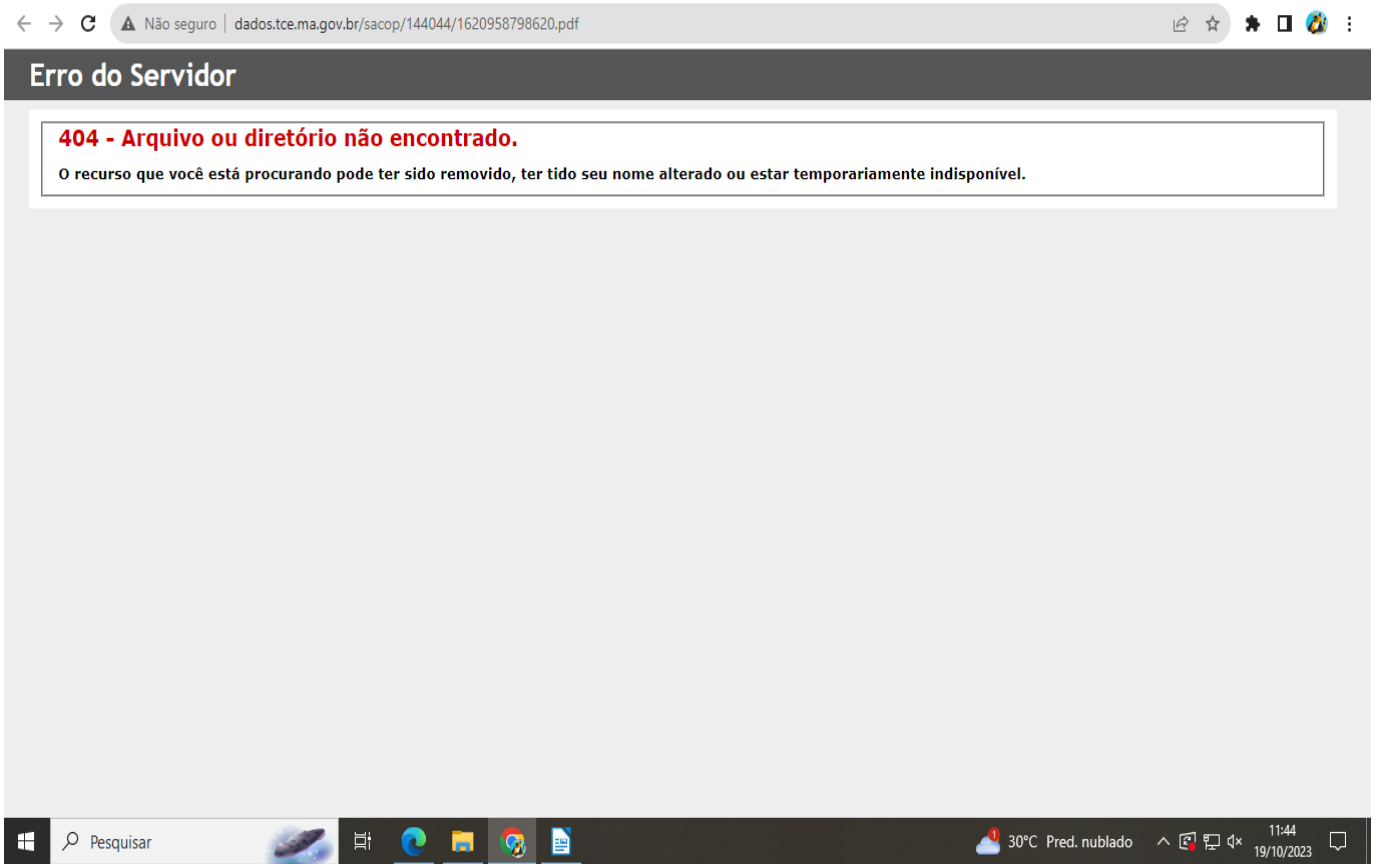 Não seguro | dados.tce.ma.gov.br/sacop/144044/1620958798620.pdf
Erro do Servidor
404 - Arquivo ou diretório não encontrado.
O recurso que você está procurando pode ter sido removido, ter tido seu nome alterado ou estar temporariamente indisponível.
Pesquisar
1
30°C Pred. nublado
11:44
19/10/2023